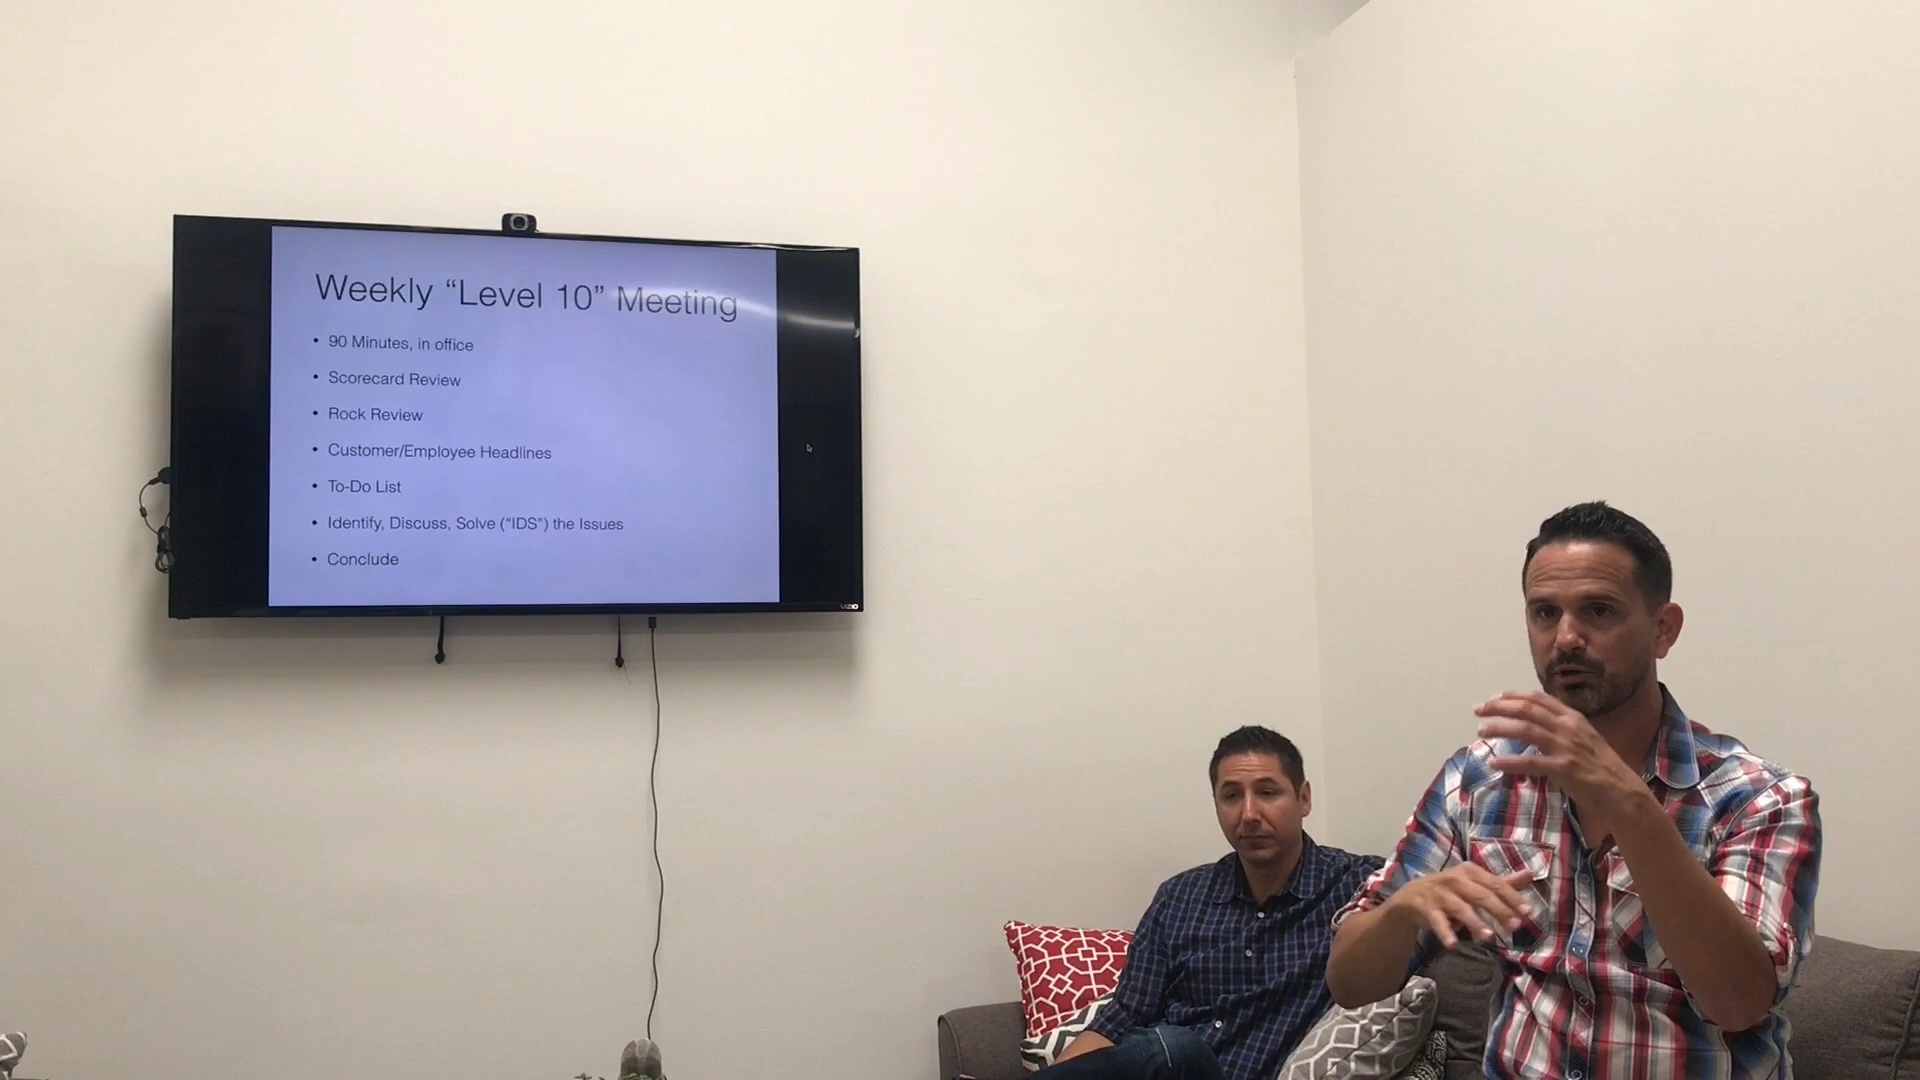 Weekly “Level 10” Meeting
• 90 Minutes, in office
• Scorecard Review
• Rock Review
• Customer/Employee Headlines
• To-Do List
• Identify, Discuss, Solve (“IDS”) the Issues
• Conclude
VIZIO